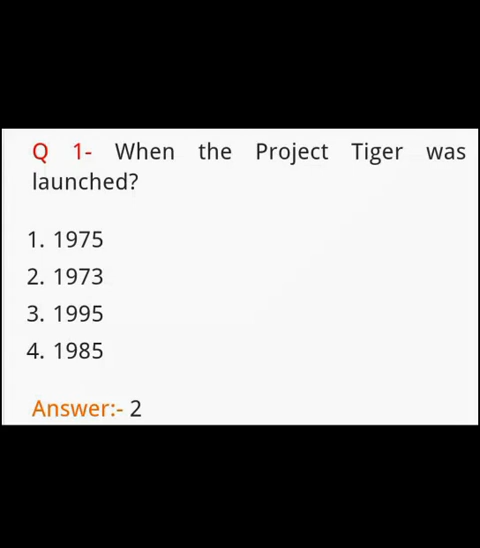 Q 1- When the Project Tiger was
launched?
1. 1975
2. 1973
3. 1995
4. 1985
Answer:- 2